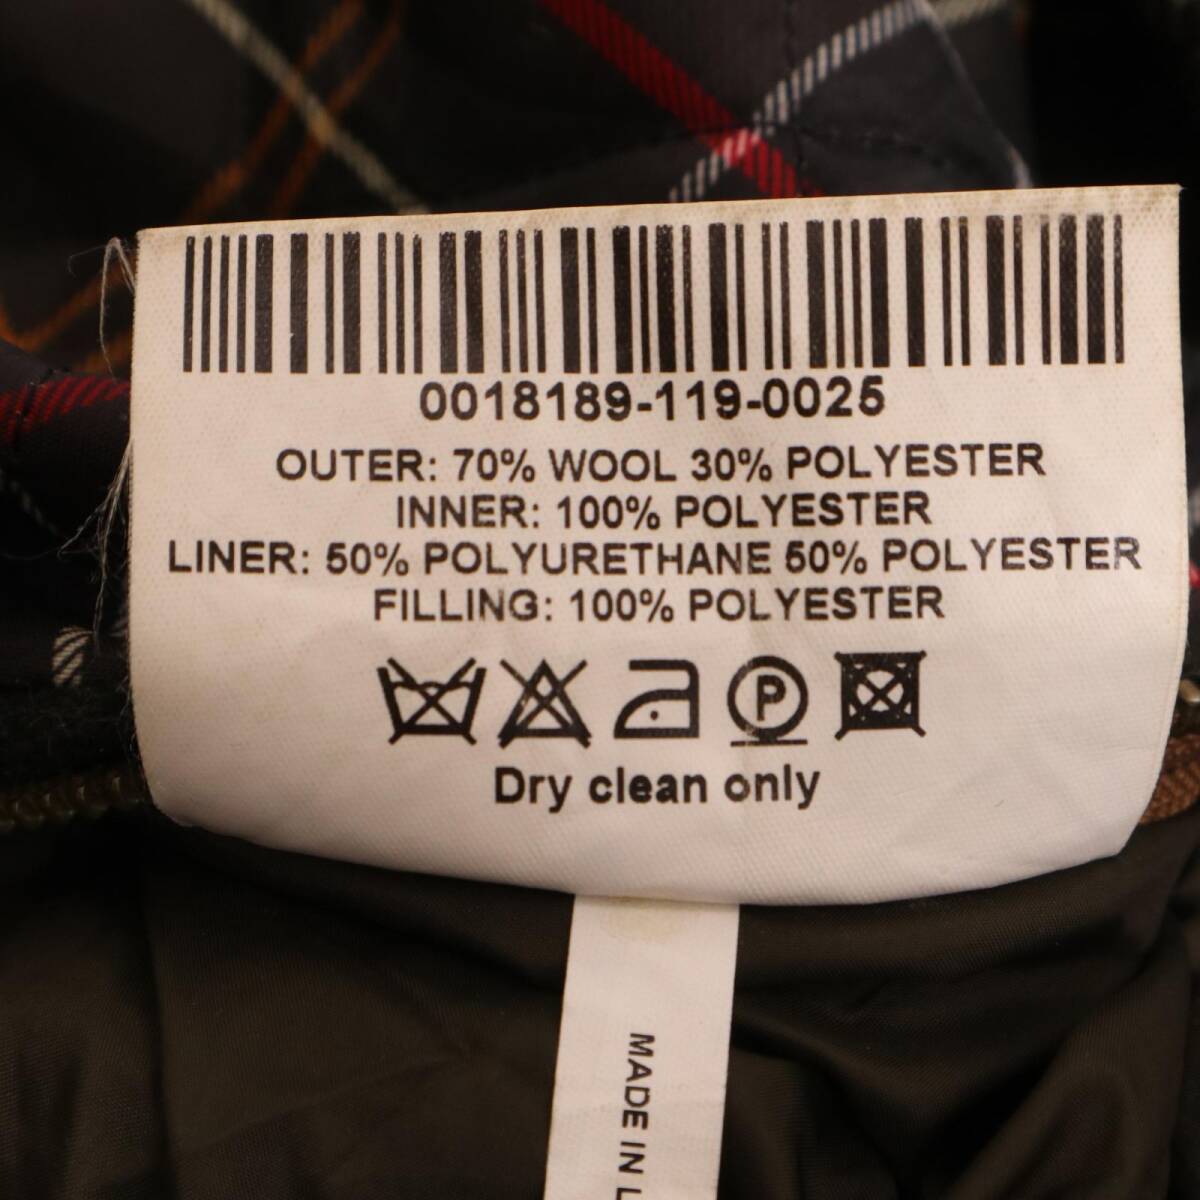 0018189-119-0025
OUTER: 70% WOOL 30% POLYESTER
INNER: 100% POLYESTER
LINER: 50% POLYURETHANE 50% POLYESTER
FILLING: 100% POLYESTER
P
Dry clean only
MADE IN